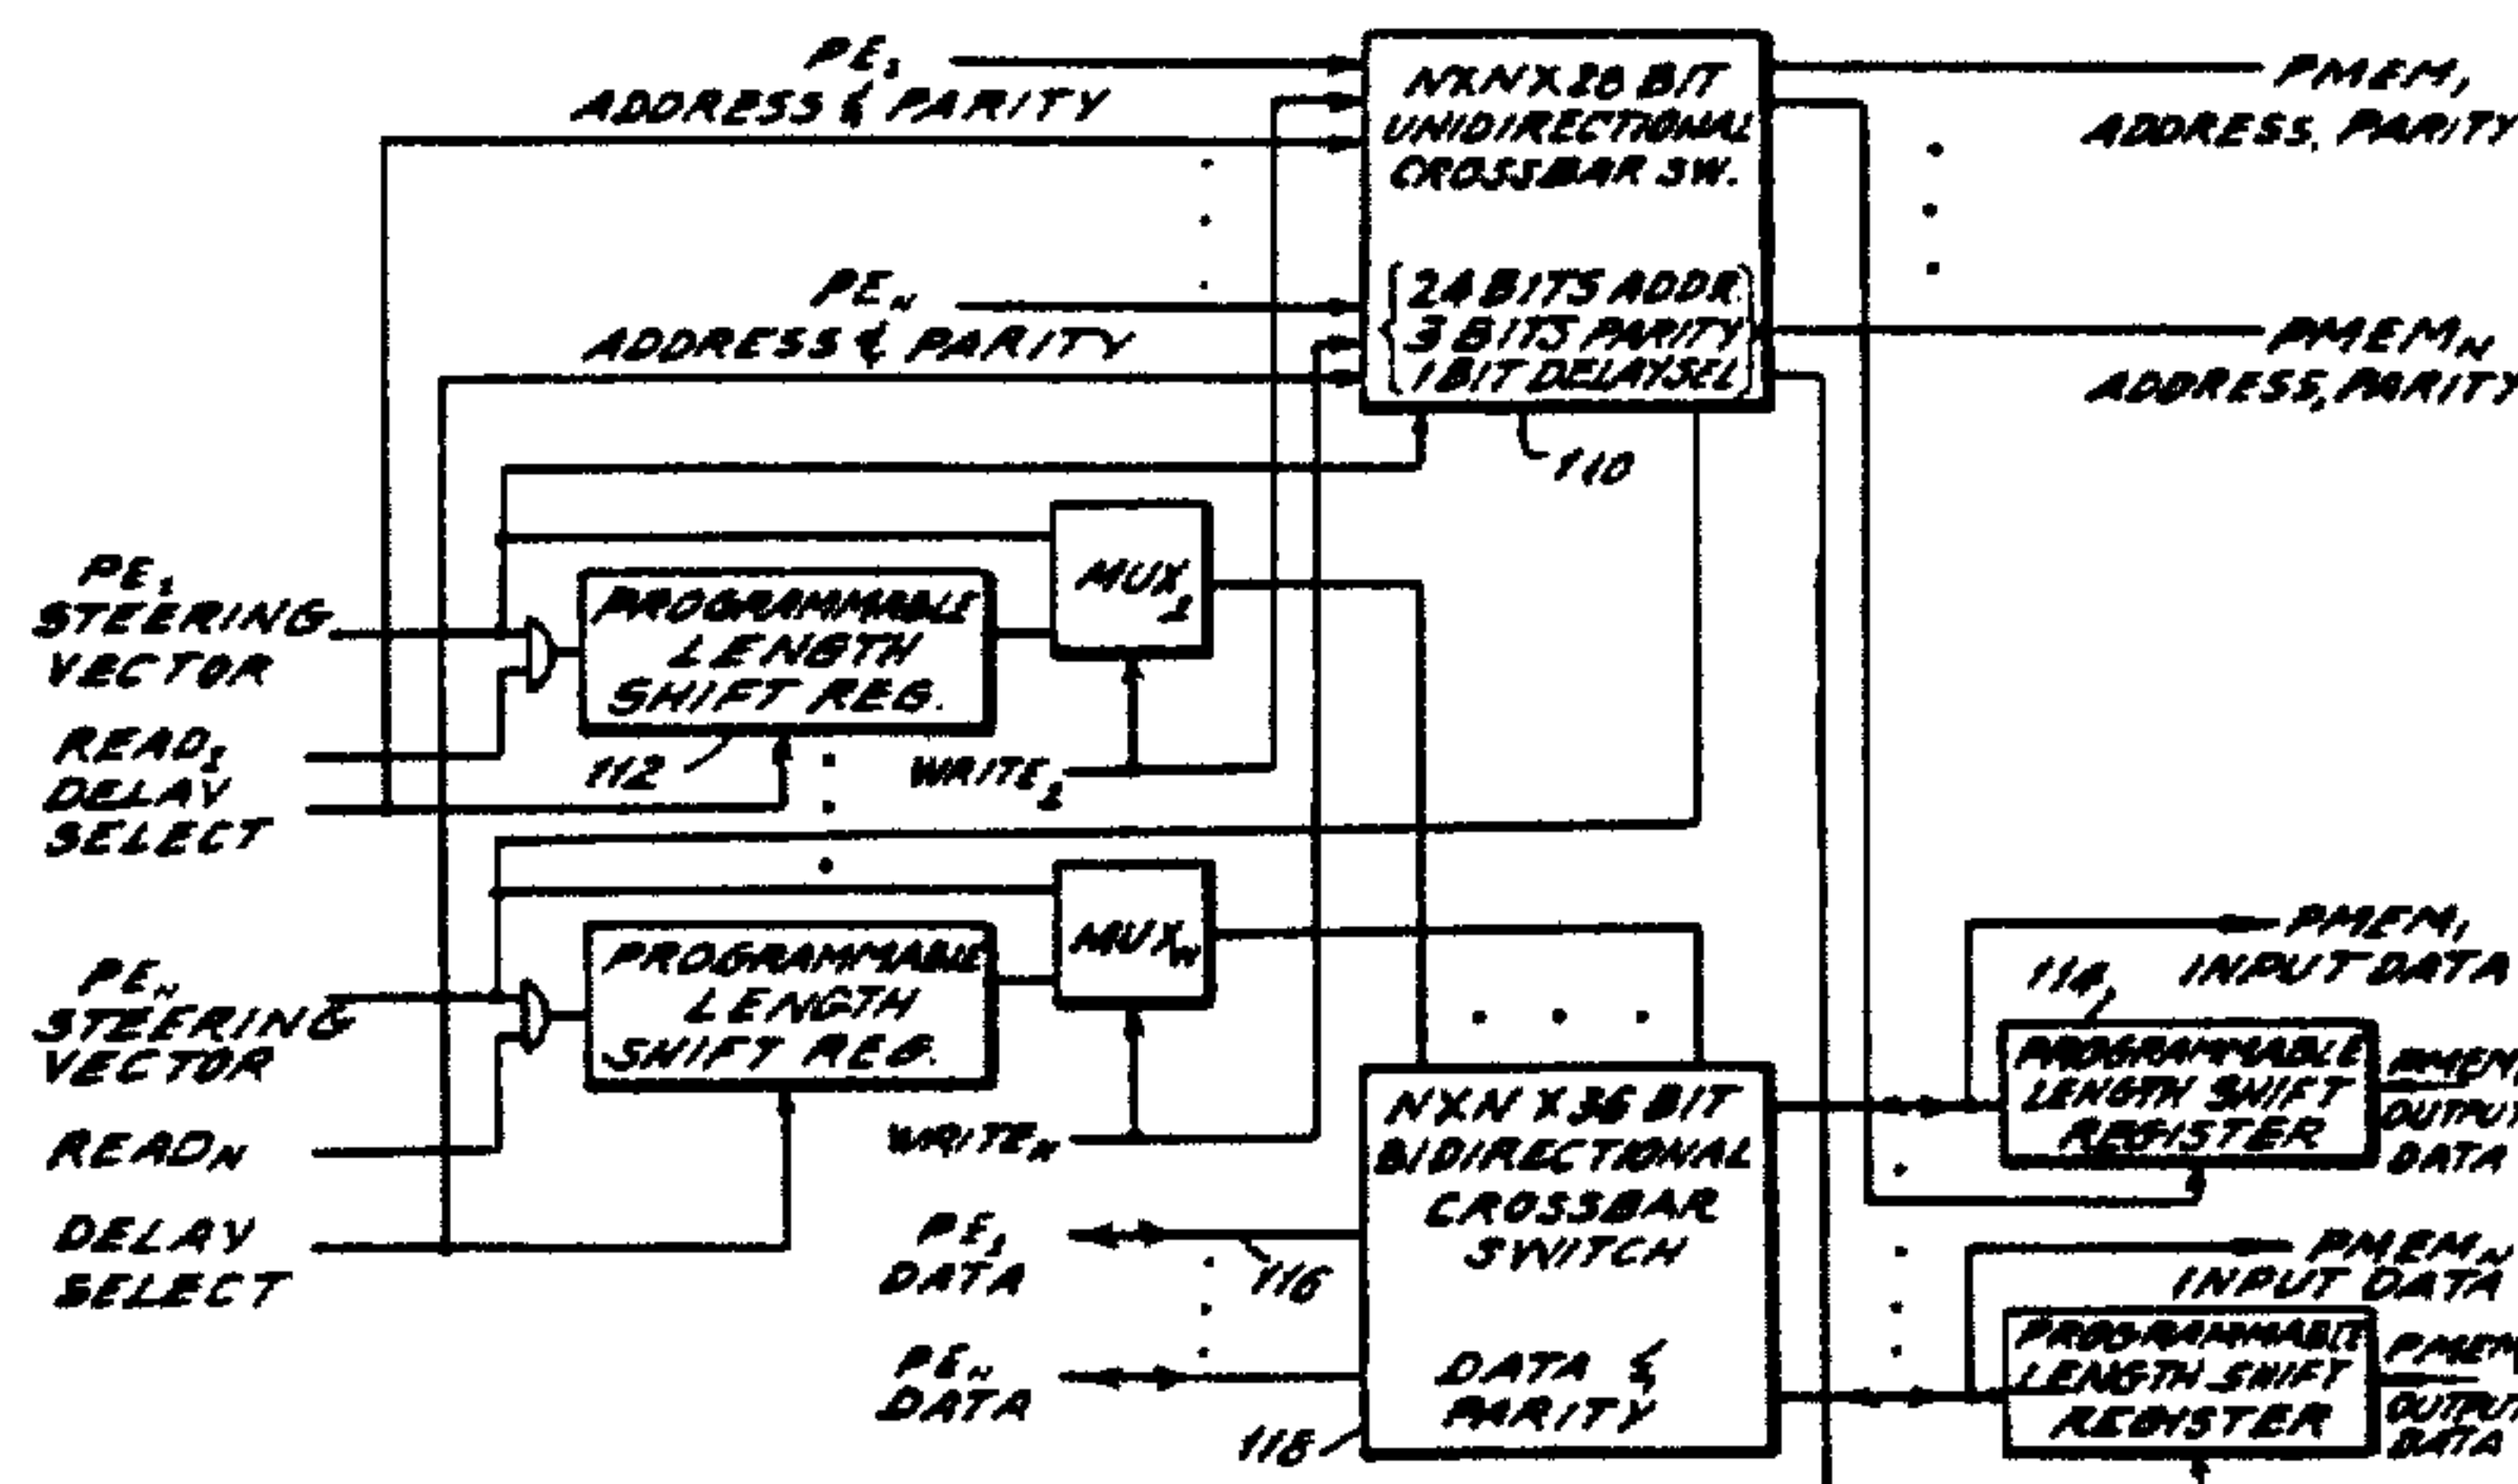 PE₁
ADDRESS & PARITY
NXNX28 BIT
UNIDIRECTIONAL
CROSSBAR SW.
PMEM₁
ADDRESS, PARITY
PEₙ
ADDRESS & PARITY
24 BITS ADDR.
3 BITS PARITY
1 BIT DELAY SEL
PMEMₙ
ADDRESS, PARITY
110
PE₁
STEERING
VECTOR
PROGRAMMABLE
LENGTH
SHIFT REG.
MUX₁
READ₁
DELAY
SELECT
112
WRITE₁
PEₙ
STEERING
VECTOR
PROGRAMMABLE
LENGTH
SHIFT REG.
MUXₙ
READₙ
WRITEₙ
DELAY
SELECT
NXN X 36 BIT
BIDIRECTIONAL
CROSSBAR
SWITCH
DATA &
PARITY
PE₁
DATA
116
PEₙ
DATA
118
PMEM₁
INPUT DATA
114
PROGRAMMABLE
LENGTH SHIFT
REGISTER
PMEM
OUTPUT
DATA
PMEMₙ
INPUT DATA
PROGRAMMABLE
LENGTH SHIFT
REGISTER
PMEM
OUTPUT
DATA